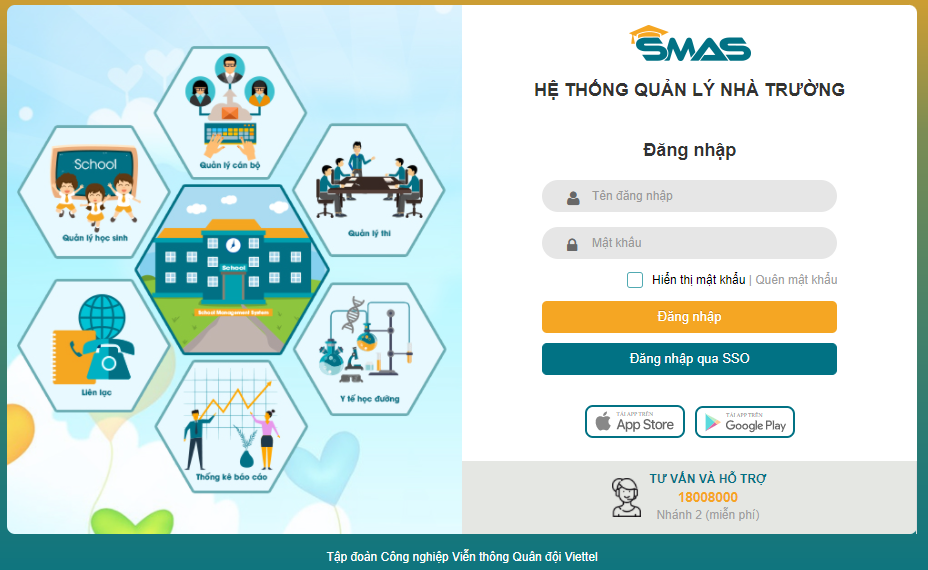 Quản lý cán bộ
School
Quản lý học sinh
Quản lý thi
School
School Management System
Liên lạc
Y tế học đường
Thống kê báo cáo
SMAS
HỆ THỐNG QUẢN LÝ NHÀ TRƯỜNG
Đăng nhập
Tên đăng nhập
Mật khẩu
Hiển thị mật khẩu | Quên mật khẩu
Đăng nhập
Đăng nhập qua SSO
TẢI APP TRÊN
App Store
TẢI APP TRÊN
Google Play
TƯ VẤN VÀ HỖ TRỢ
18008000
Nhánh 2 (miễn phí)
Tập đoàn Công nghiệp Viễn thông Quân đội Viettel